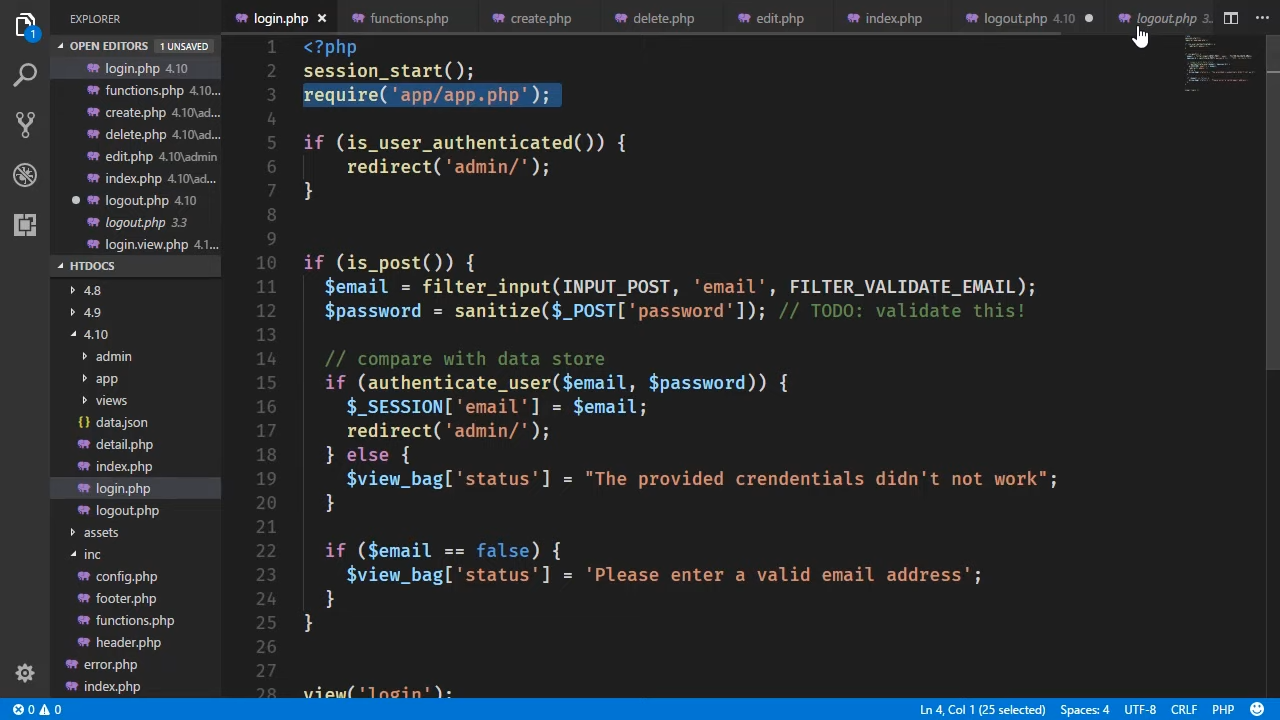 EXPLORER
login.php
functions.php
create.php
delete.php
edit.php
index.php
logout.php 4.10
logout.php 3..
OPEN EDITORS 1 UNSAVED
login.php 4.10
functions.php 4.10...
create.php 4.10\ad...
delete.php 4.10\ad...
edit.php 4.10\admin
index.php 4.10\ad...
logout.php 4.10
logout.php 3.3
login.view.php 4.1...
HTDOCS
4.8
4.9
4.10
admin
app
views
{} data.json
detail.php
index.php
login.php
logout.php
assets
inc
config.php
footer.php
functions.php
header.php
error.php
index.php
1
1 <?php
2 session_start();
3 require('app/app.php');
4
5 if (is_user_authenticated()) {
6 redirect('admin/');
7 }
8
9
10 if (is_post()) {
11 $email = filter_input(INPUT_POST, 'email', FILTER_VALIDATE_EMAIL);
12 $password = sanitize($_POST['password']); // TODO: validate this!
13
14 // compare with data store
15 if (authenticate_user($email, $password)) {
16 $_SESSION['email'] = $email;
17 redirect('admin/');
18 } else {
19 $view_bag['status'] = "The provided crendentials didn't not work";
20 }
21
22 if ($email == false) {
23 $view_bag['status'] = 'Please enter a valid email address';
24 }
25 }
26
27
28 view('login');
0 0
Ln 4, Col 1 (25 selected)
Spaces: 4
UTF-8
CRLF
PHP